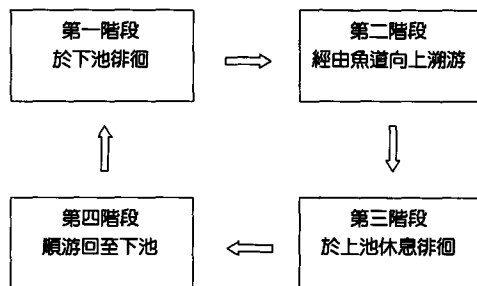 第一階段
於下池徘徊
第二階段
經由魚道向上溯游
第三階段
於上池休息徘徊
第四階段
順游回至下池